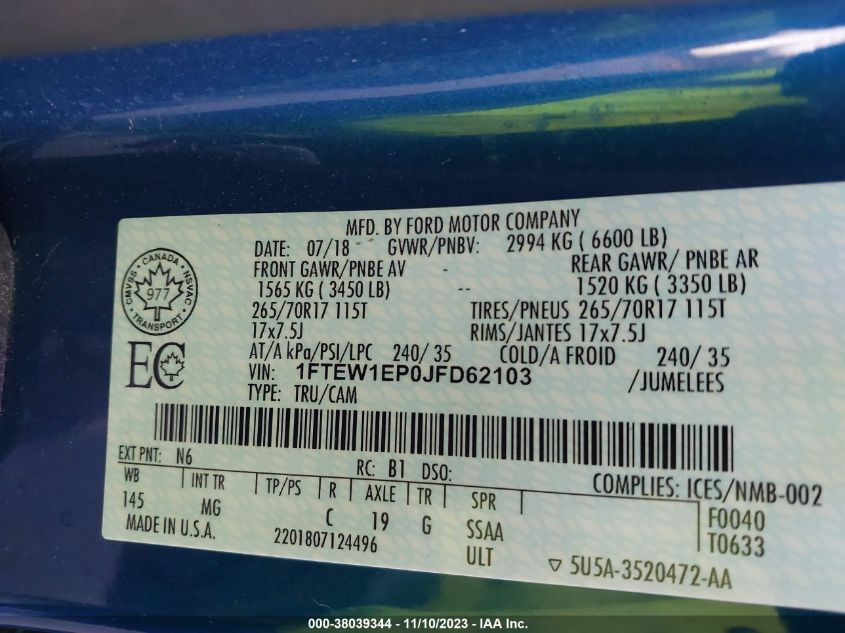 MFD. BY FORD MOTOR COMPANY
DATE: 07/18 GVWR/PNBV: 2994 KG ( 6600 LB)
FRONT GAWR/PNBE AV - REAR GAWR/ PNBE AR
1565 KG ( 3450 LB) -- 1520 KG ( 3350 LB)
265/70R17 115T TIRES/PNEUS 265/70R17 115T
17x7.5J RIMS/JANTES 17x7.5J
AT/A kPa/PSI/LPC 240/ 35 COLD/A FROID 240/ 35
VIN: 1FTEW1EP0JFD62103 /JUMELEES
TYPE: TRU/CAM
CANADA
CMVSS NSVAC
977
TRANSPORT
EC
EXT PNT: N6 RC: B1 DSO: COMPLIES: ICES/NMB-002
WB INT TR TP/PS R AXLE TR SPR F0040
145 MG C 19 G SSAA T0633
MADE IN U.S.A. 2201807124496 ULT ▽ 5U5A-3520472-AA
000-38039344 — 11/10/2023 — IAA Inc.